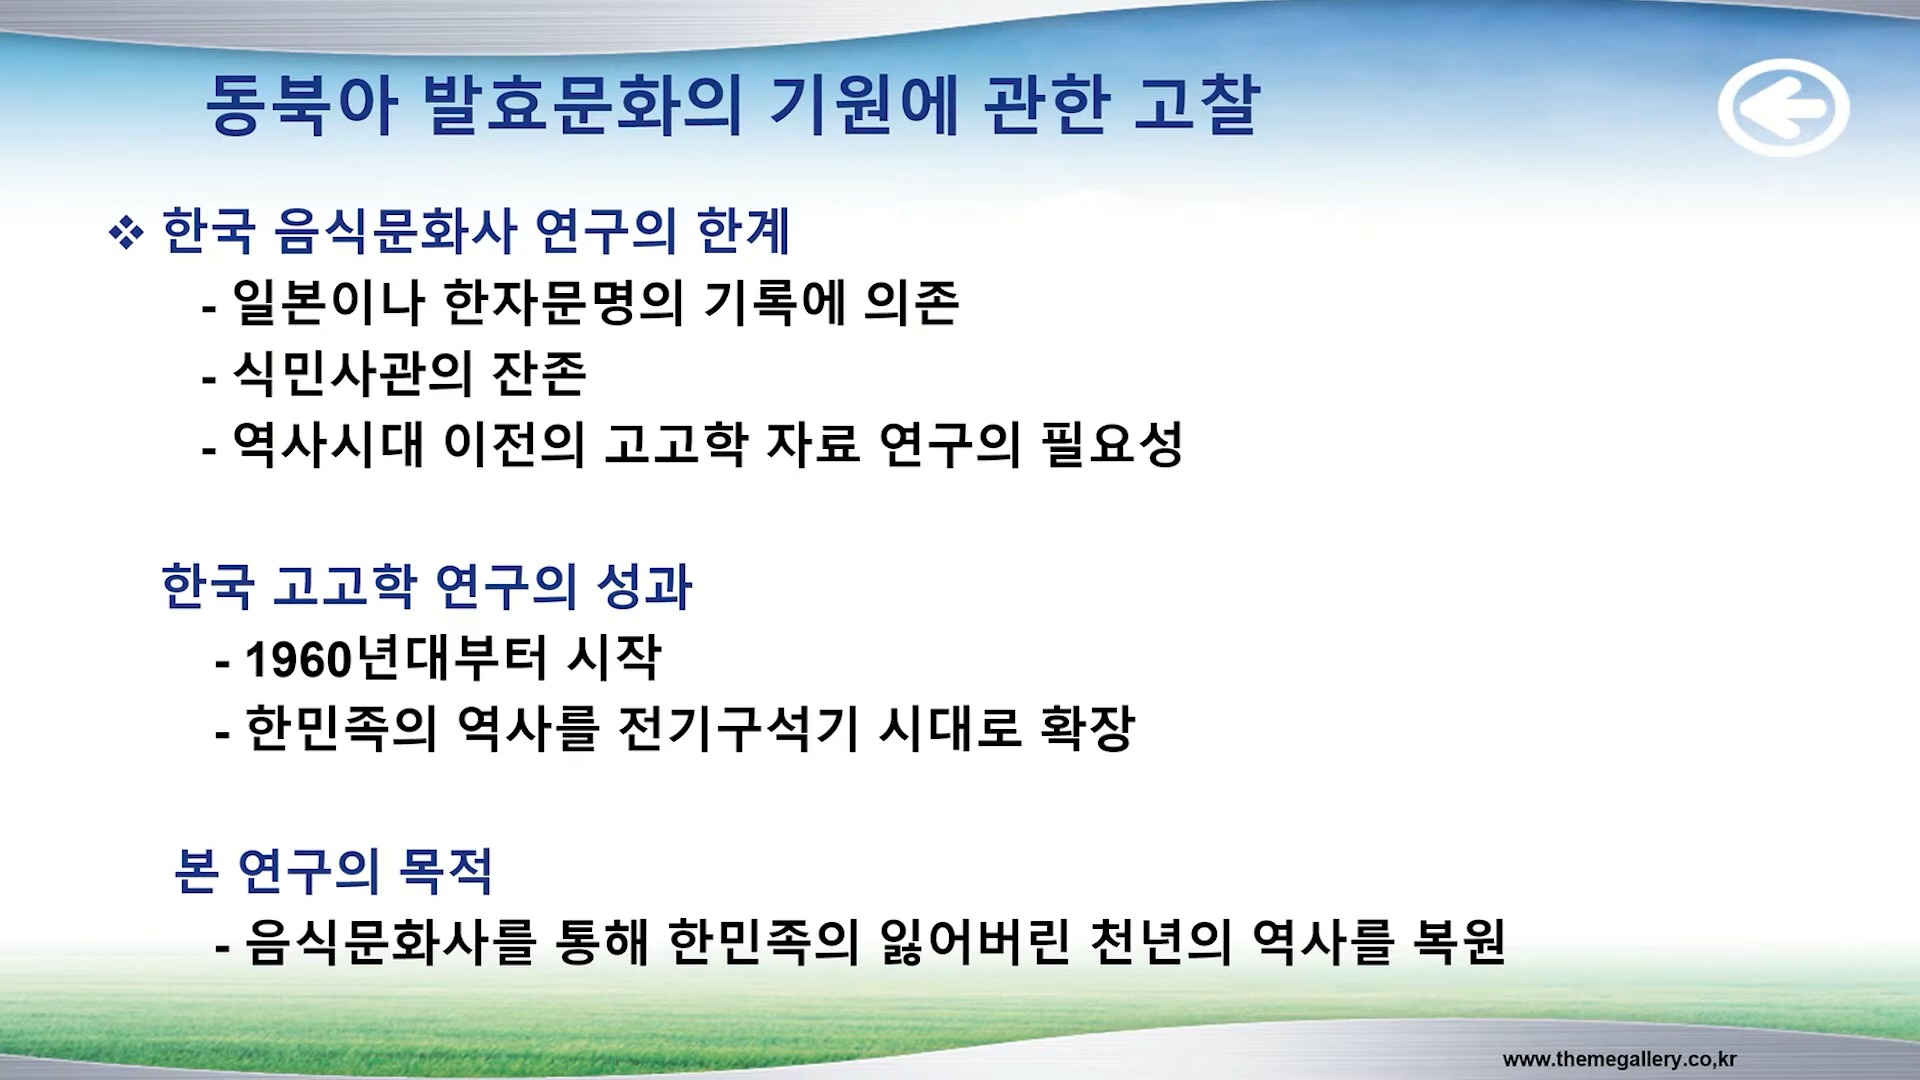 동북아 발효문화의 기원에 관한 고찰
❖ 한국 음식문화사 연구의 한계
- 일본이나 한자문명의 기록에 의존
- 식민사관의 잔존
- 역사시대 이전의 고고학 자료 연구의 필요성
한국 고고학 연구의 성과
- 1960년대부터 시작
- 한민족의 역사를 전기구석기 시대로 확장
본 연구의 목적
- 음식문화사를 통해 한민족의 잃어버린 천년의 역사를 복원
www.themegallery.co,kr